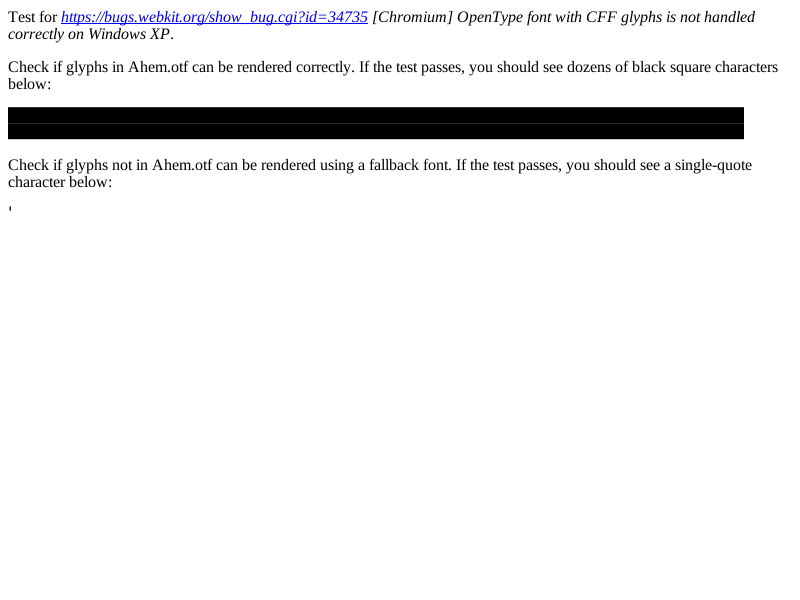 Test for https://bugs.webkit.org/show_bug.cgi?id=34735 [Chromium] OpenType font with CFF glyphs is not handled
correctly on Windows XP.
Check if glyphs in Ahem.otf can be rendered correctly. If the test passes, you should see dozens of black square characters
below:
Check if glyphs not in Ahem.otf can be rendered using a fallback font. If the test passes, you should see a single-quote
character below:
'